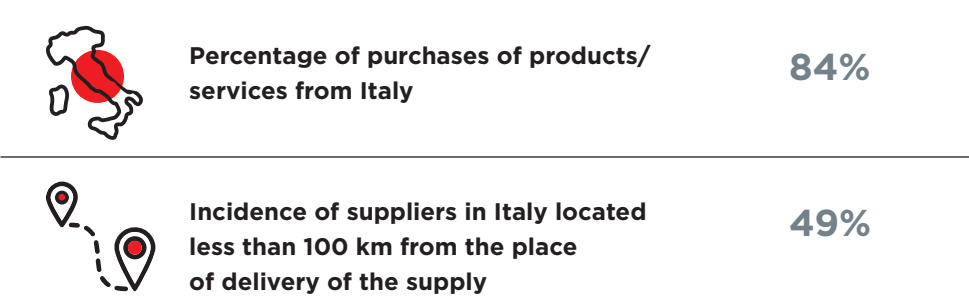 Percentage of purchases of products/
services from Italy
84%
Incidence of suppliers in Italy located
less than 100 km from the place
of delivery of the supply
49%